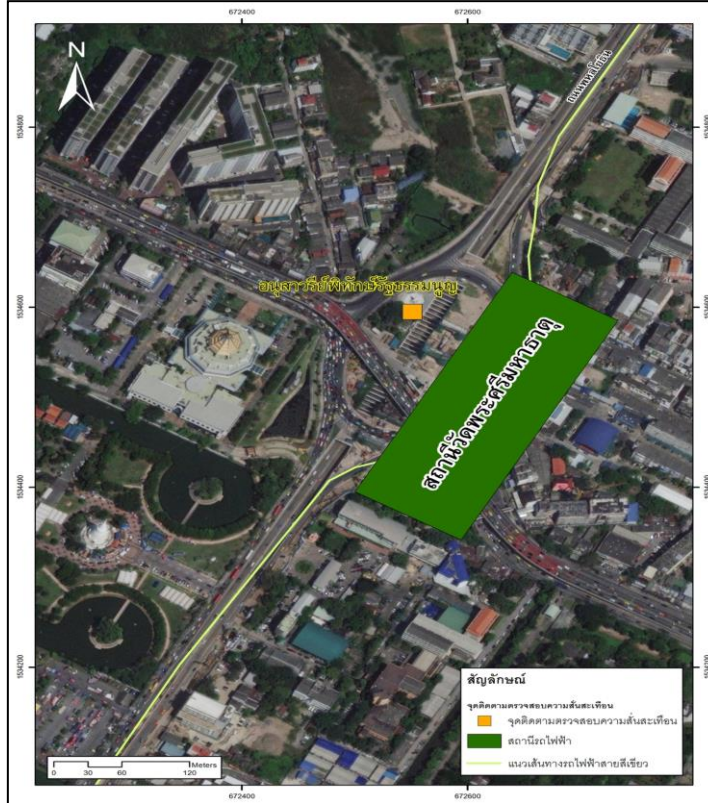 672400
672600
N
ถนนพหลโยธิน
1534800
1534800
อนุสาวรีย์พิทักษ์รัฐธรรมนูญ
1534600
1534600
สถานีวัดพระศรีมหาธาตุ
1534400
1534400
1534200
1534200
สัญลักษณ์
จุดติดตามตรวจสอบความสั่นสะเทือน
จุดติดตามตรวจสอบความสั่นสะเทือน
สถานีรถไฟฟ้า
แนวเส้นทางรถไฟฟ้าสายสีเขียว
Meters
0 30 60 120
672400
672600